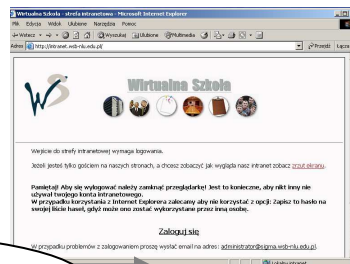 Wirtualna Szkoła - strefa intranetowa - Microsoft Internet Explorer
Plik Edycja Widok Ulubione Narzędzia Pomoc
Wstecz Wyszukaj Ulubione Multimedia
Adres http://intranet.wsb-nlu.edu.pl/ Przejdź Łącza
Wirtualna Szkoła
Wejście do strefy intranetowej wymaga logowania.
Jeżeli jesteś tylko gościem na naszych stronach, a chcesz zobaczyć jak wygląda nasz intranet zobacz zrzut ekranu.
Pamiętaj! Aby się wylogować należy zamknąć przeglądarkę! Jest to konieczne, aby nikt inny nie
używał twojego konta intranetowego.
W przypadku korzystania z Internet Explorera zalecamy aby nie korzystać z opcji: Zapisz to hasło na
swojej liście haseł, gdyż może ono zostać wykorzystane przez inną osobę.
Zaloguj się
W przypadku problemów z zalogowaniem proszę wysłać email na adres: administrator@sigma.wsb-nlu.edu.pl.
Lokalny intranet